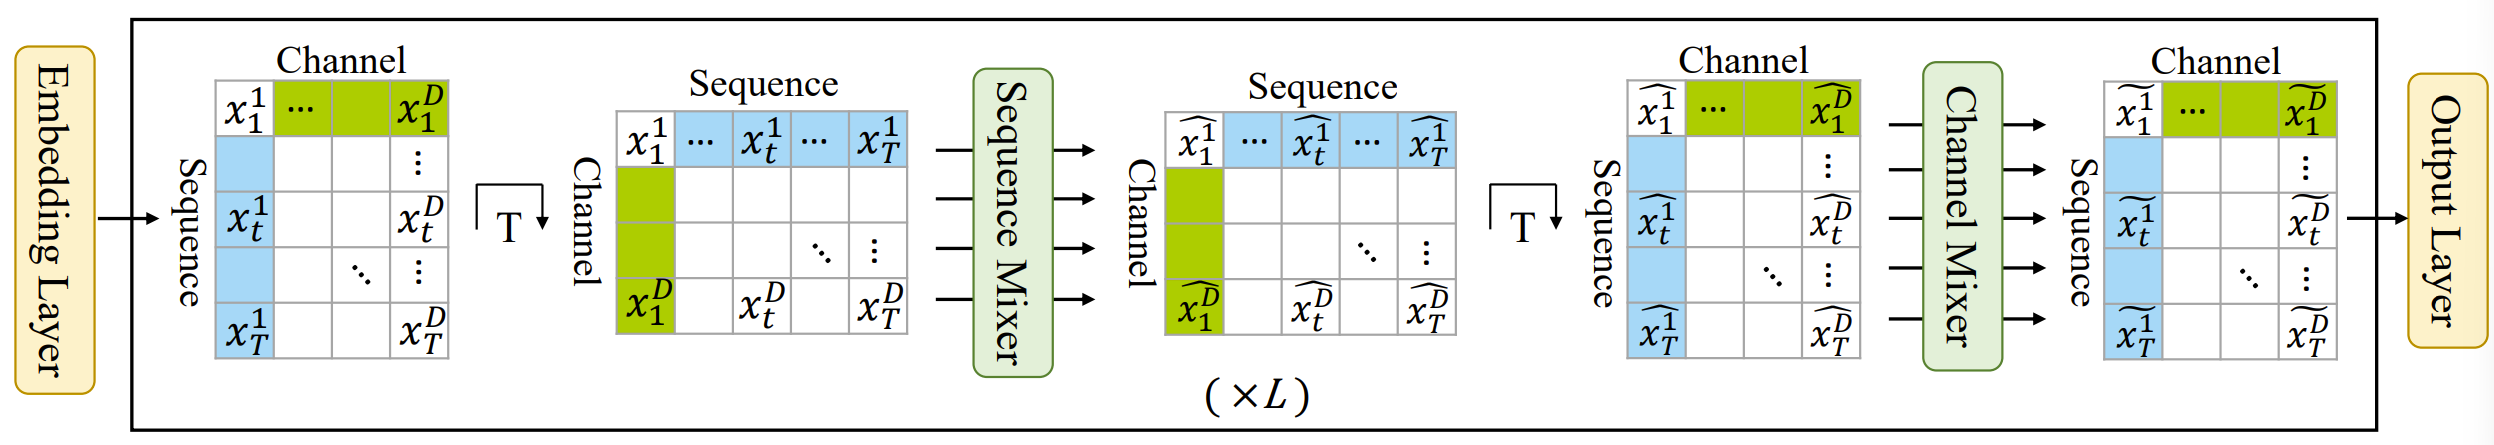 Embedding Layer
Channel
Sequence
x_1^1 ... x_1^D
⋮
x_t^1 x_t^D
⋱ ⋮
x_T^1 x_T^D
T
Sequence
Channel
x_1^1 ... x_t^1 ... x_T^1
⋱ ⋮
x_1^D x_t^D x_T^D
Sequence Mixer
Sequence
Channel
\widehat{x_1^1} ... \widehat{x_t^1} ... \widehat{x_T^1}
⋱ ⋮
\widehat{x_1^D} \widehat{x_t^D} \widehat{x_T^D}
(×L)
T
Channel
Sequence
\widehat{x_1^1} ... \widehat{x_1^D}
⋮
\widehat{x_t^1} \widehat{x_t^D}
⋱ ⋮
\widehat{x_T^1} \widehat{x_T^D}
Channel Mixer
Channel
Sequence
\widetilde{x_1^1} ... \widetilde{x_1^D}
⋮
\widetilde{x_t^1} \widetilde{x_t^D}
⋱ ⋮
\widetilde{x_T^1} \widetilde{x_T^D}
Output Layer